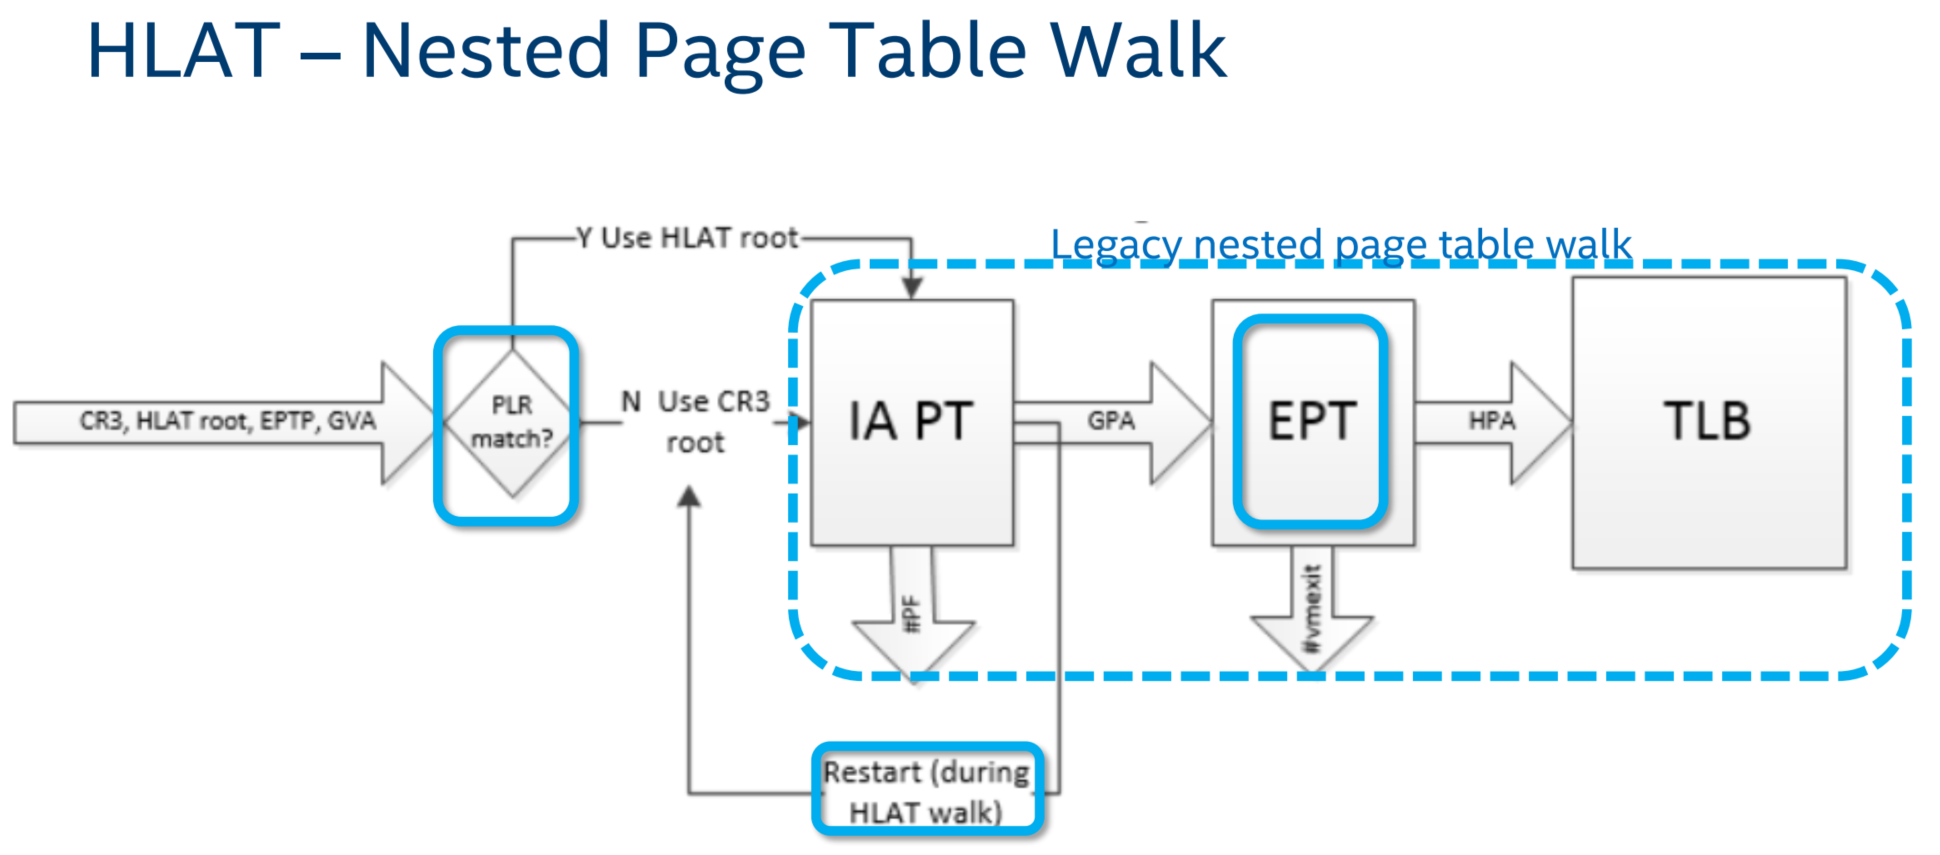 HLAT – Nested Page Table Walk
Y Use HLAT root
Legacy nested page table walk
CR3, HLAT root, EPTP, GVA
PLR
match?
N Use CR3
root
IA PT
GPA
EPT
HPA
TLB
#PF
#vmexit
Restart (during
HLAT walk)